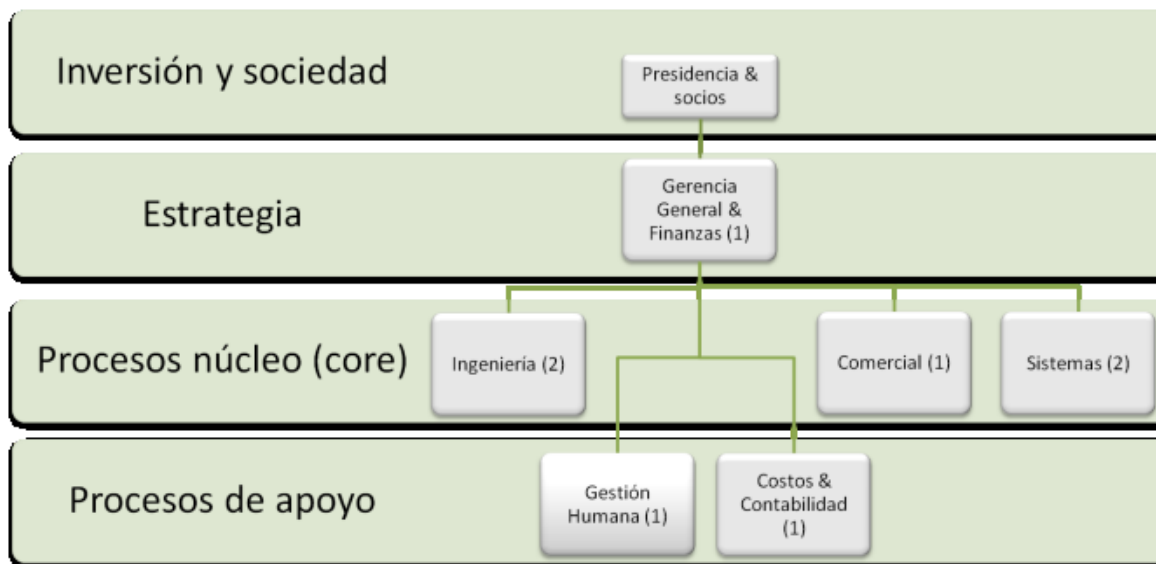 Inversión y sociedad
Presidencia &
socios
Estrategia
Gerencia
General &
Finanzas (1)
Procesos núcleo (core)
Ingeniería (2)
Comercial (1)
Sistemas (2)
Procesos de apoyo
Gestión
Humana (1)
Costos &
Contabilidad
(1)